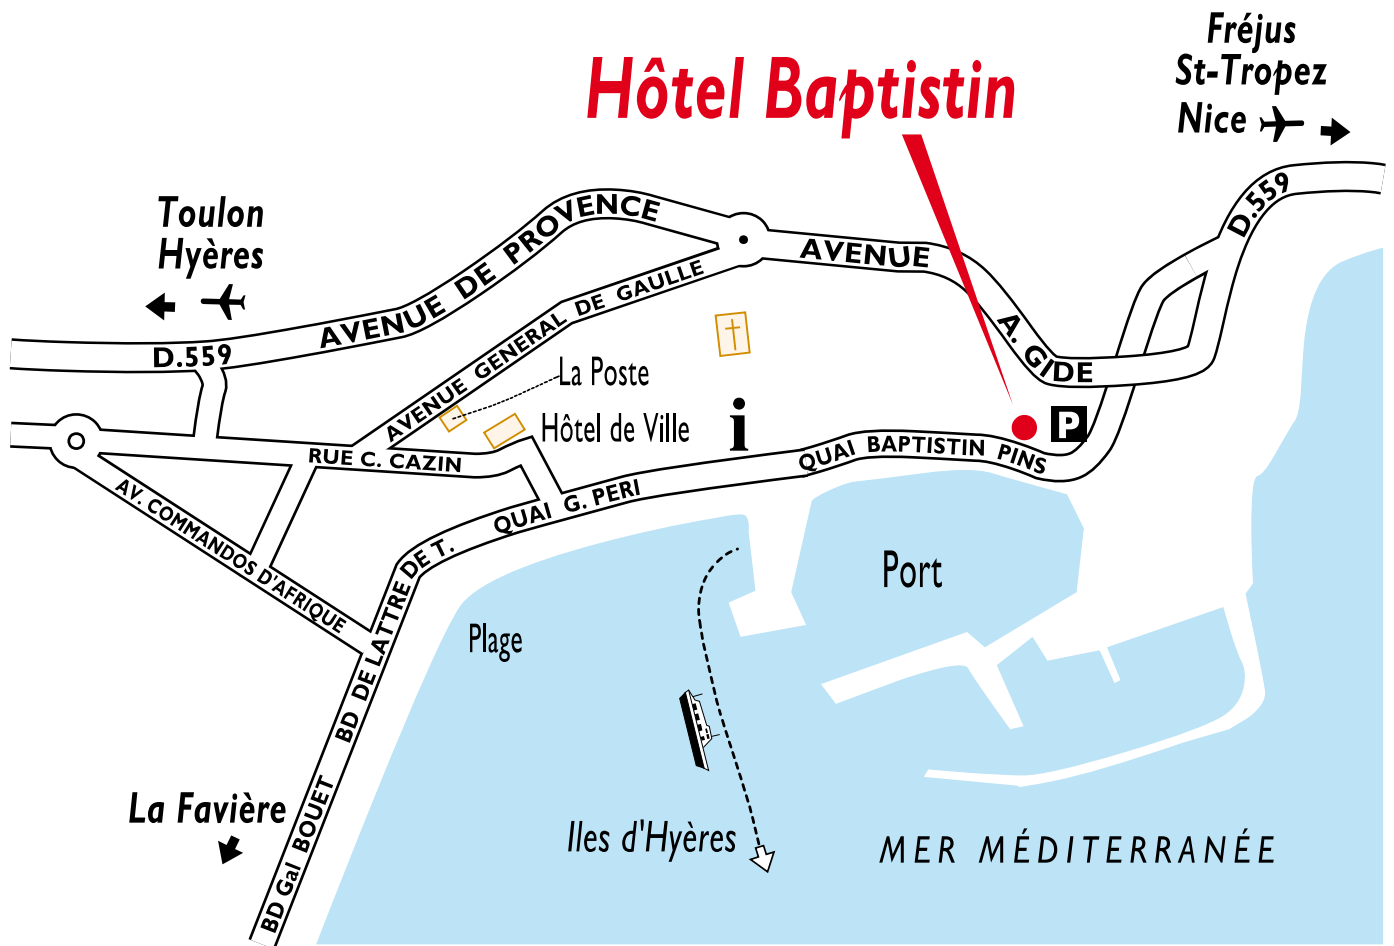 Fréjus
St-Tropez
Nice
Hôtel Baptistin
Toulon
Hyères
D.559
AVENUE DE PROVENCE
AVENUE
A. GIDE
D.559
AVENUE GENERAL DE GAULLE
La Poste
Hôtel de Ville
i
P
RUE C. CAZIN
QUAI BAPTISTIN PINS
QUAI G. PERI
AV. COMMANDOS D'AFRIQUE
BD DE LATTRE DE T.
Port
Plage
La Favière
BD Gal BOUET
Iles d'Hyères
MER MÉDITERRANÉE